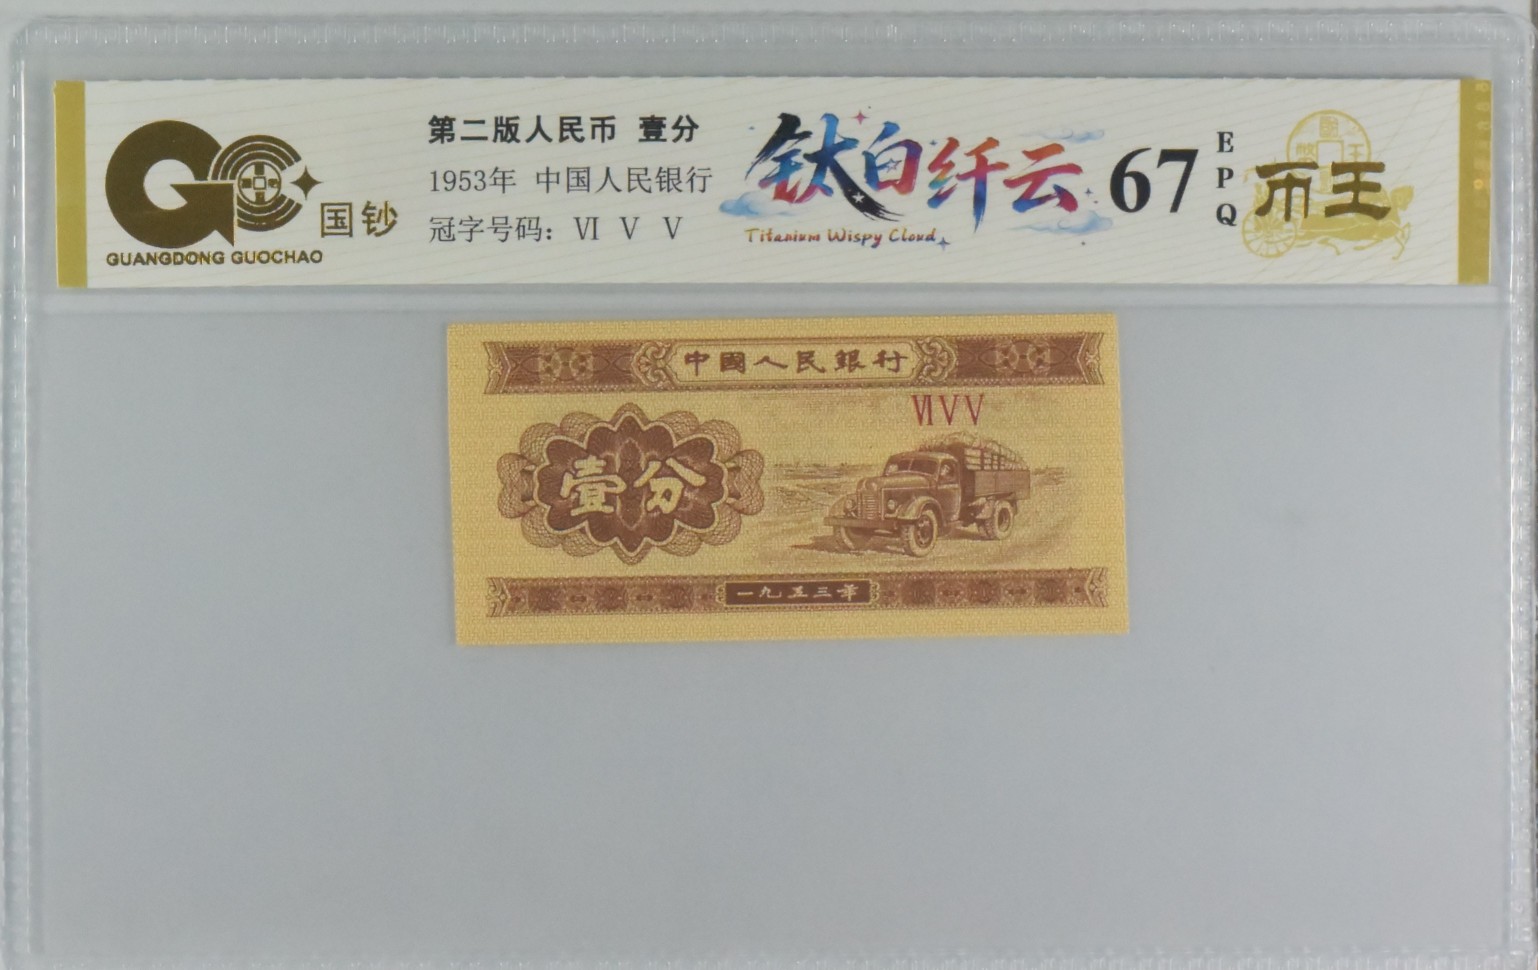 国钞
GUANGDONG GUOCHAO
第二版人民币 壹分
1953年 中国人民银行
冠字号码：Ⅵ Ⅴ Ⅴ
钛白纤云
Titanium Wispy Cloud
67
EPQ
币王
中國人民銀行
ⅥⅤⅤ
壹分
一九五三年